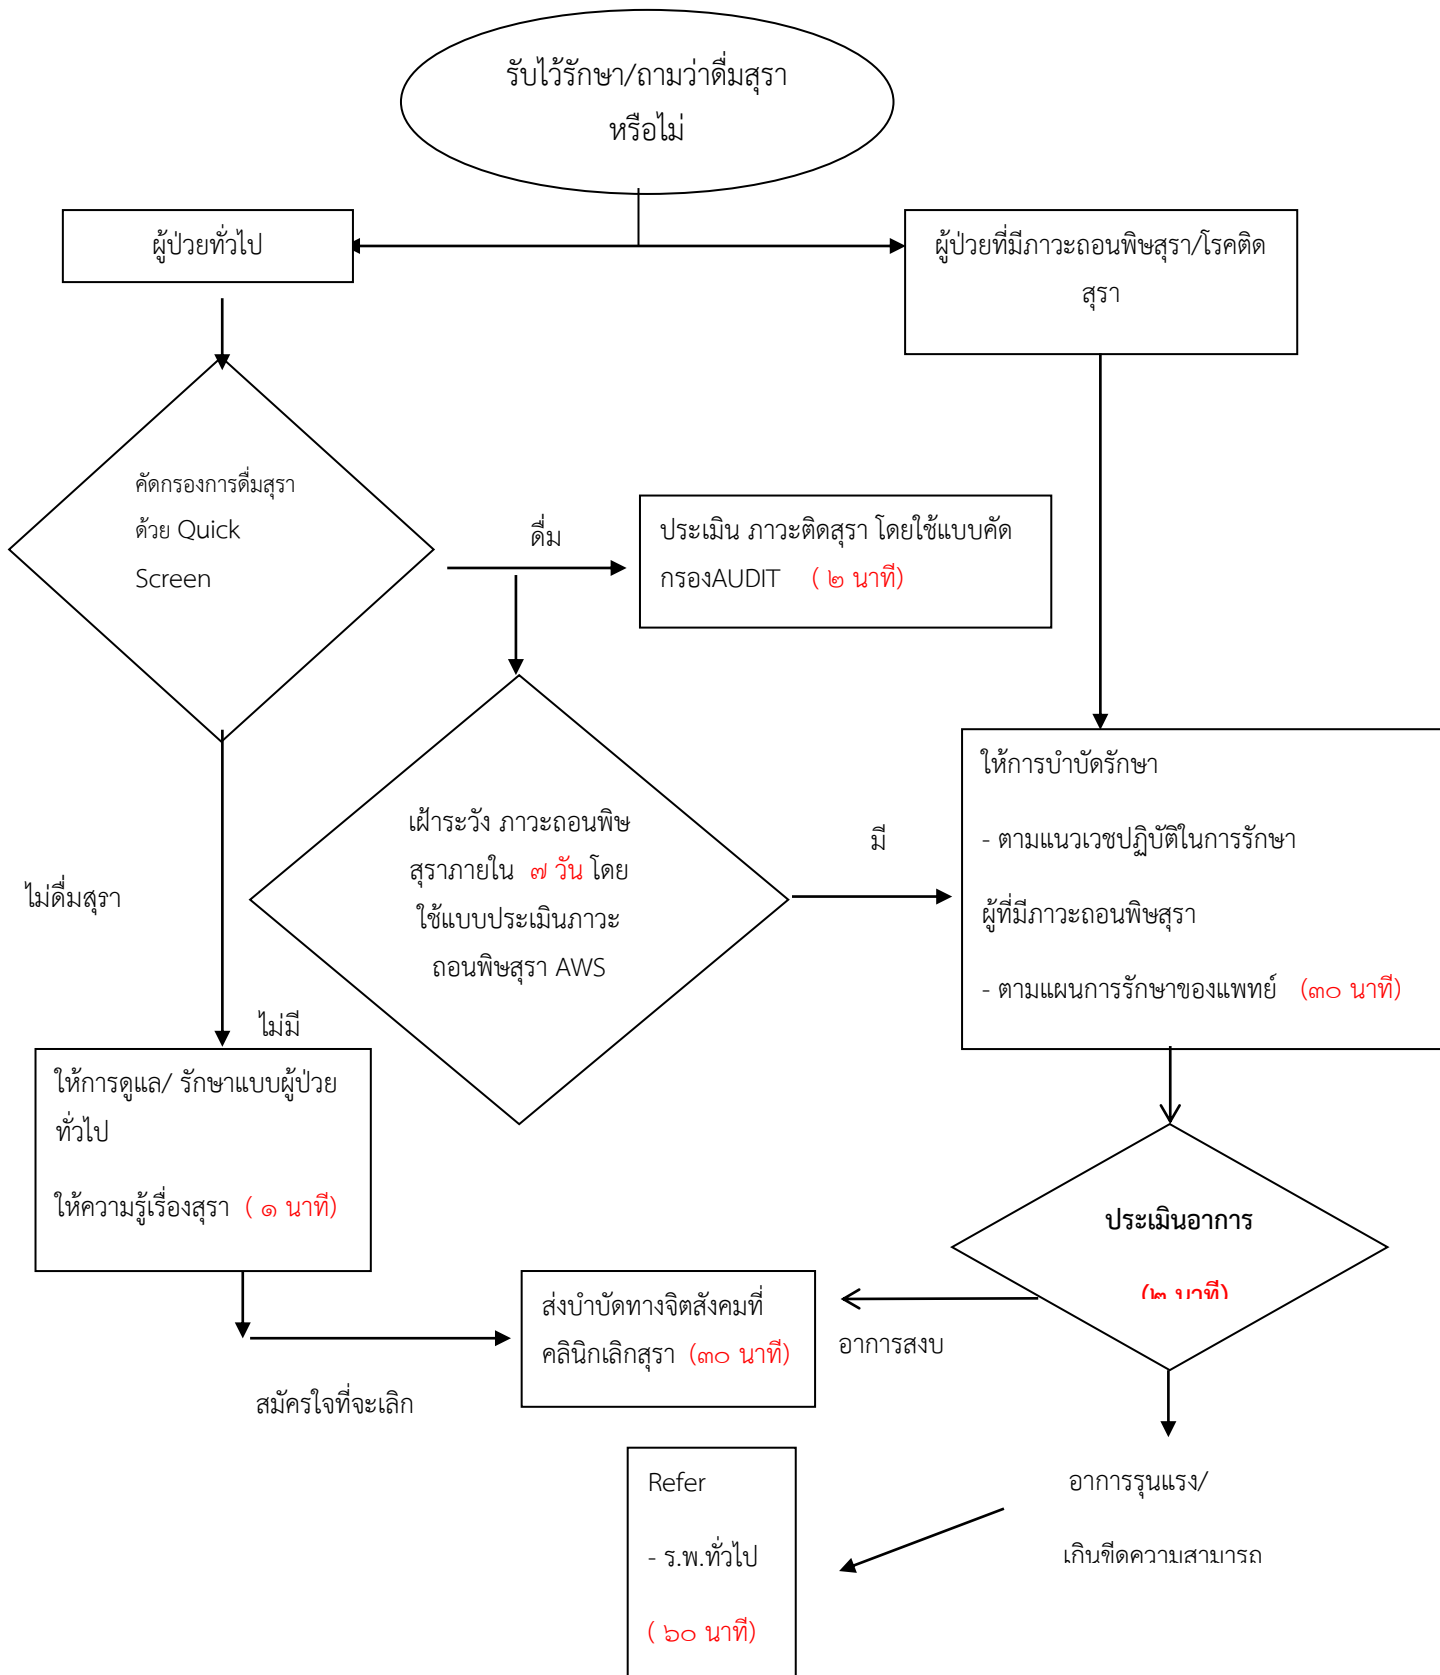 รับไว้รักษา/ถามว่าดื่มสุรา
หรือไม่
ผู้ป่วยทั่วไป
ผู้ป่วยที่มีภาวะถอนพิษสุรา/โรคติด
สุรา
คัดกรองการดื่มสุรา
ด้วย Quick
Screen
ดื่ม
ประเมิน ภาวะติดสุรา โดยใช้แบบคัด
กรองAUDIT ( ๒ นาที)
เฝ้าระวัง ภาวะถอนพิษ
สุราภายใน ๗ วัน โดย
ใช้แบบประเมินภาวะ
ถอนพิษสุรา AWS
มี
ให้การบำบัดรักษา
- ตามแนวเวชปฏิบัติในการรักษา
ผู้ที่มีภาวะถอนพิษสุรา
- ตามแผนการรักษาของแพทย์ (๓๐ นาที)
ไม่ดื่มสุรา
ไม่มี
ให้การดูแล/ รักษาแบบผู้ป่วย
ทั่วไป
ให้ความรู้เรื่องสุรา ( ๑ นาที)
ประเมินอาการ
(๒ นาที)
ส่งบำบัดทางจิตสังคมที่
คลินิกเลิกสุรา (๓๐ นาที)
อาการสงบ
สมัครใจที่จะเลิก
Refer
- ร.พ.ทั่วไป
( ๖๐ นาที)
อาการรุนแรง/
เกินขีดความสามารถ